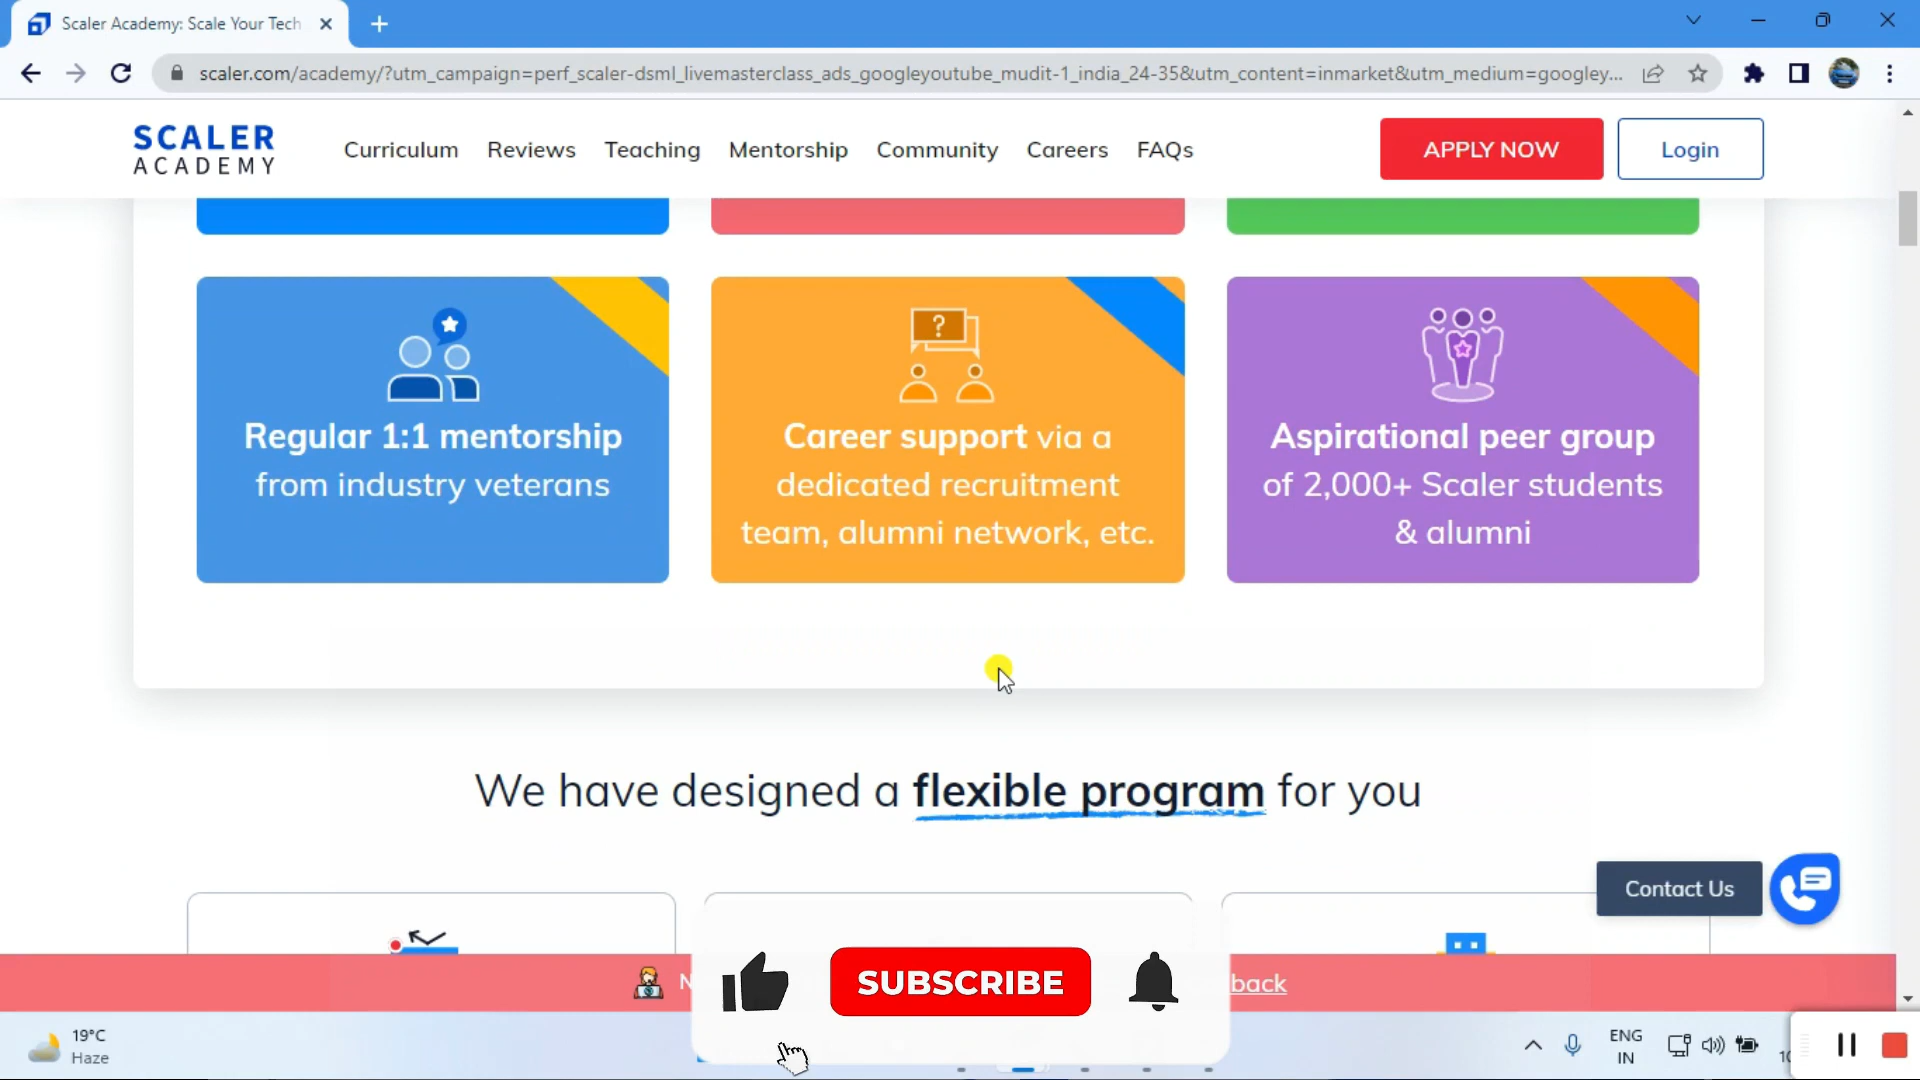 Scaler Academy: Scale Your Tech
scaler.com/academy/?utm_campaign=perf_scaler-dsml_livemasterclass_ads_googleyoutube_mudit-1_india_24-35&utm_content=inmarket&utm_medium=googley...
SCALER
ACADEMY
Curriculum
Reviews
Teaching
Mentorship
Community
Careers
FAQs
APPLY NOW
Login
Regular 1:1 mentorship
from industry veterans
Career support via a
dedicated recruitment
team, alumni network, etc.
Aspirational peer group
of 2,000+ Scaler students
& alumni
We have designed a flexible program for you
Contact Us
SUBSCRIBE
back
19°C
Haze
ENG
IN